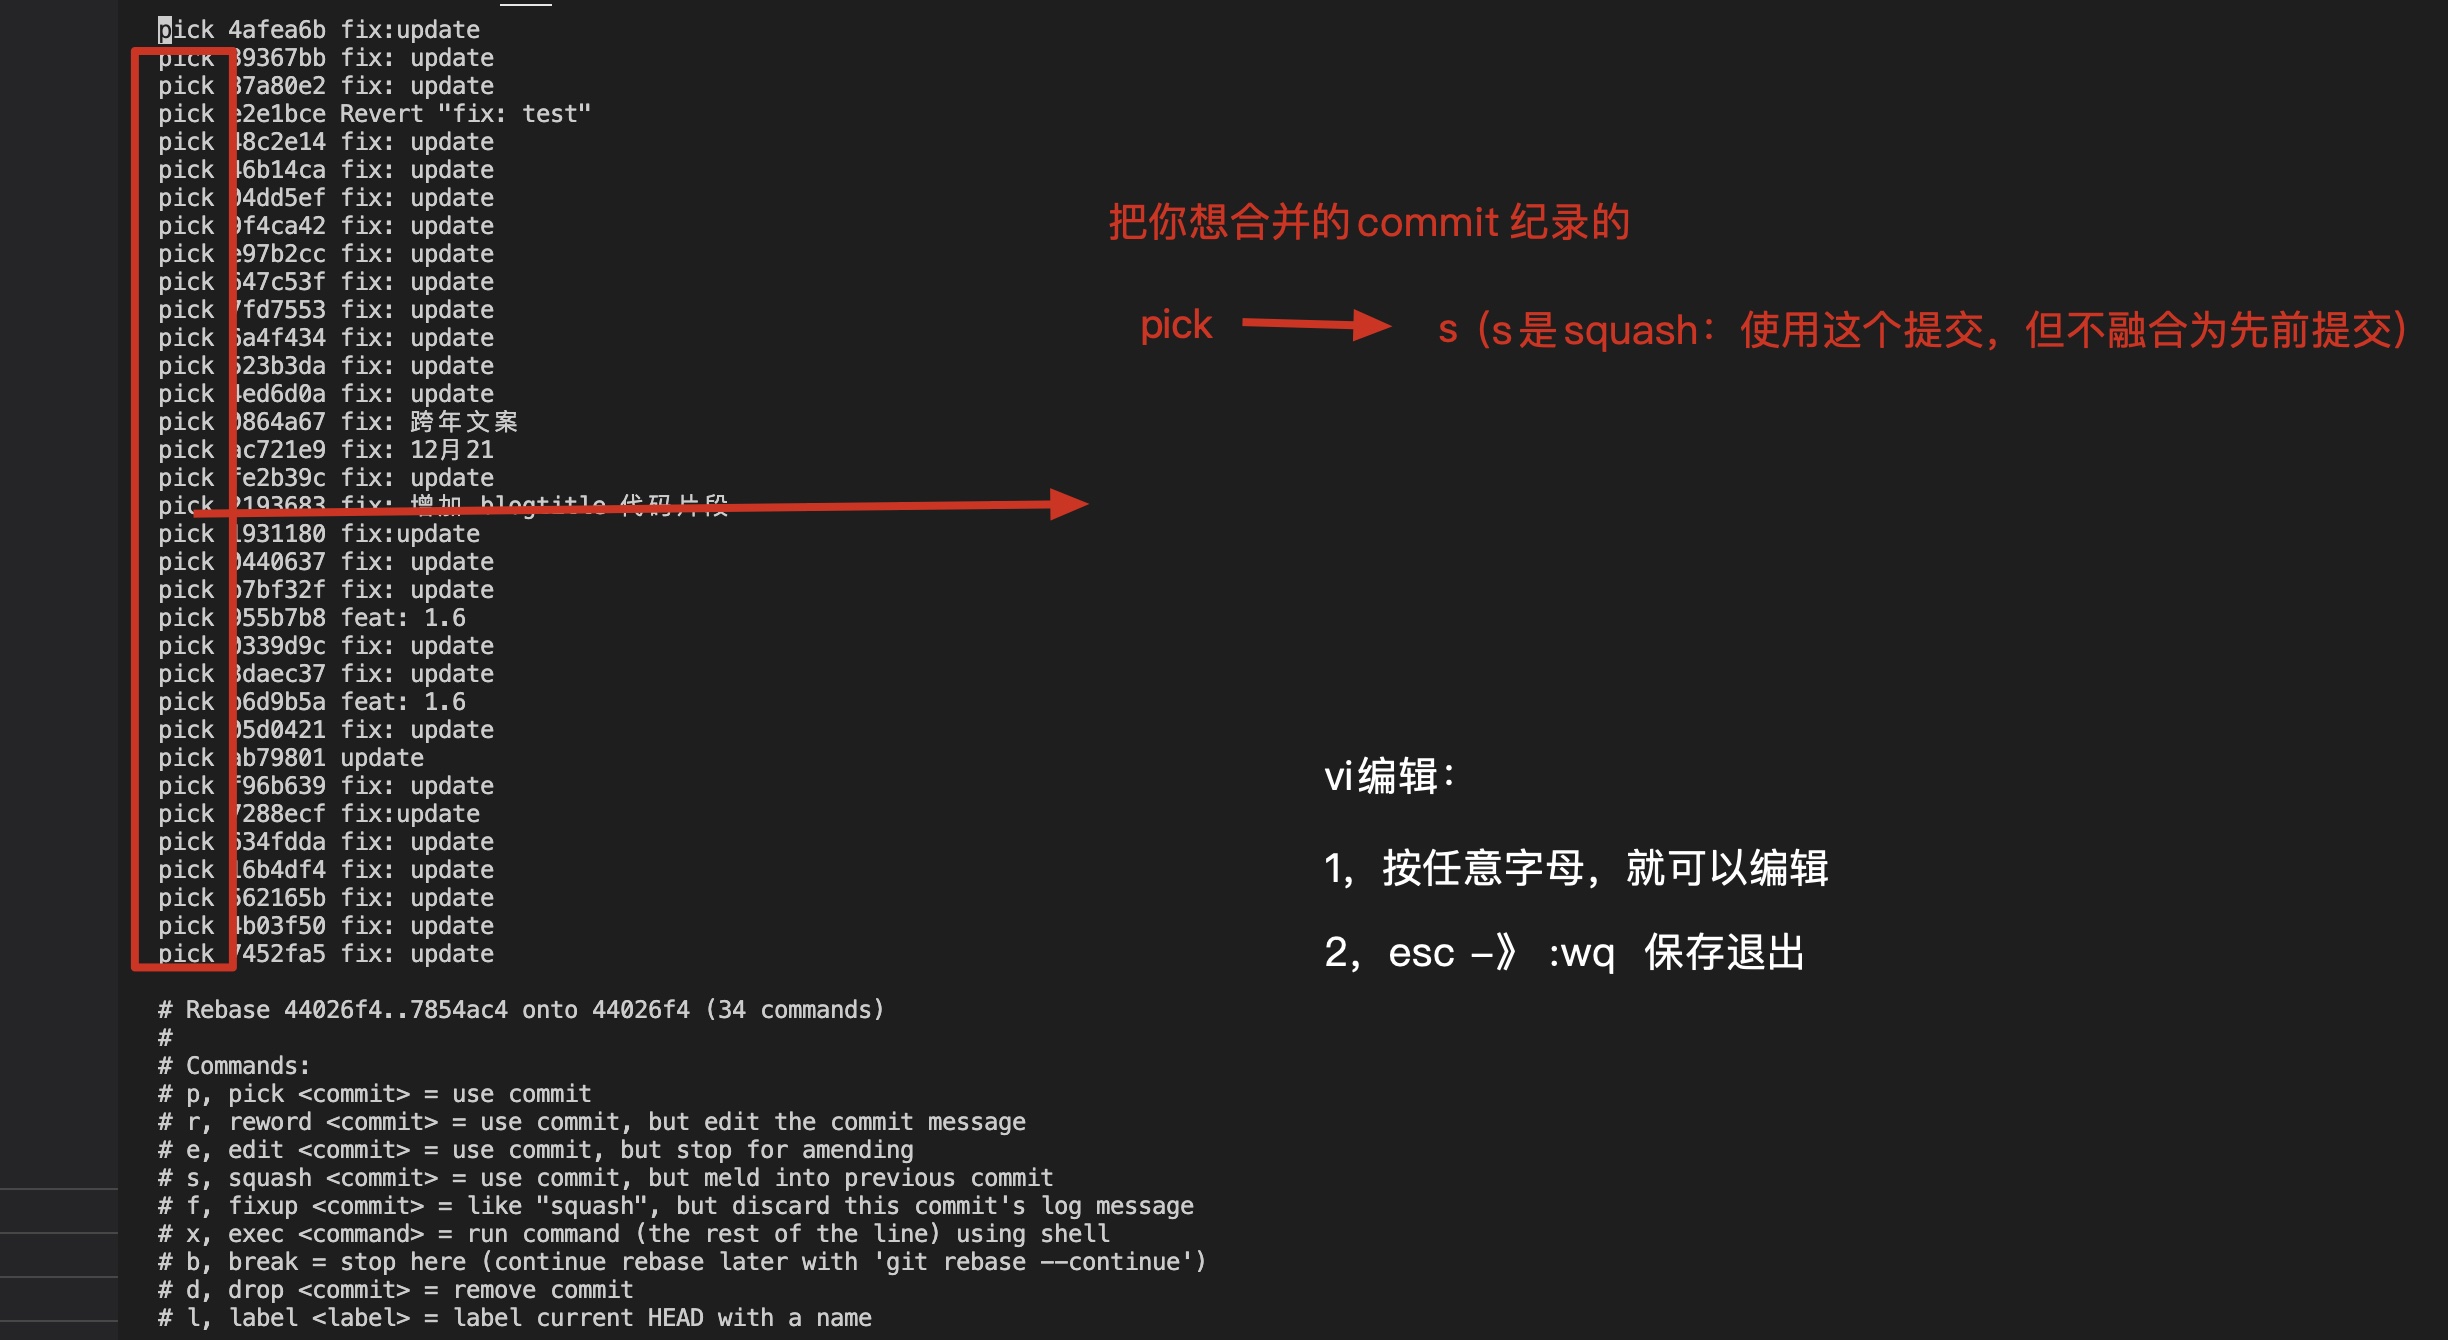 pick 4afea6b fix:update
pick 39367bb fix: update
pick 37a80e2 fix: update
pick e2e1bce Revert "fix: test"
pick 48c2e14 fix: update
pick 46b14ca fix: update
pick 04dd5ef fix: update
pick 9f4ca42 fix: update
pick e97b2cc fix: update
把你想合并的commit 纪录的
pick 547c53f fix: update
pick 7fd7553 fix: update
pick s (s是squash：使用这个提交，但不融合为先前提交)
pick 5a4f434 fix: update
pick 523b3da fix: update
pick 4ed6d0a fix: update
pick 0864a67 fix: 跨年文案
pick ac721e9 fix: 12月21
pick fe2b39c fix: update
pick 2193683 fix: 增加 blogtitle 代码片段
pick 1931180 fix:update
pick 0440637 fix: update
pick b7bf32f fix: update
pick 955b7b8 feat: 1.6
pick 0339d9c fix: update
pick 3daec37 fix: update
pick b6d9b5a feat: 1.6
pick 05d0421 fix: update
pick ab79801 update
pick f96b639 fix: update
pick 7288ecf fix:update
pick 634fdda fix: update
pick 16b4df4 fix: update
pick 562165b fix: update
pick 4b03f50 fix: update
pick 7452fa5 fix: update
vi编辑：
1，按任意字母，就可以编辑
2，esc -》 :wq 保存退出
# Rebase 44026f4..7854ac4 onto 44026f4 (34 commands)
#
# Commands:
# p, pick <commit> = use commit
# r, reword <commit> = use commit, but edit the commit message
# e, edit <commit> = use commit, but stop for amending
# s, squash <commit> = use commit, but meld into previous commit
# f, fixup <commit> = like "squash", but discard this commit's log message
# x, exec <command> = run command (the rest of the line) using shell
# b, break = stop here (continue rebase later with 'git rebase --continue')
# d, drop <commit> = remove commit
# l, label <label> = label current HEAD with a name